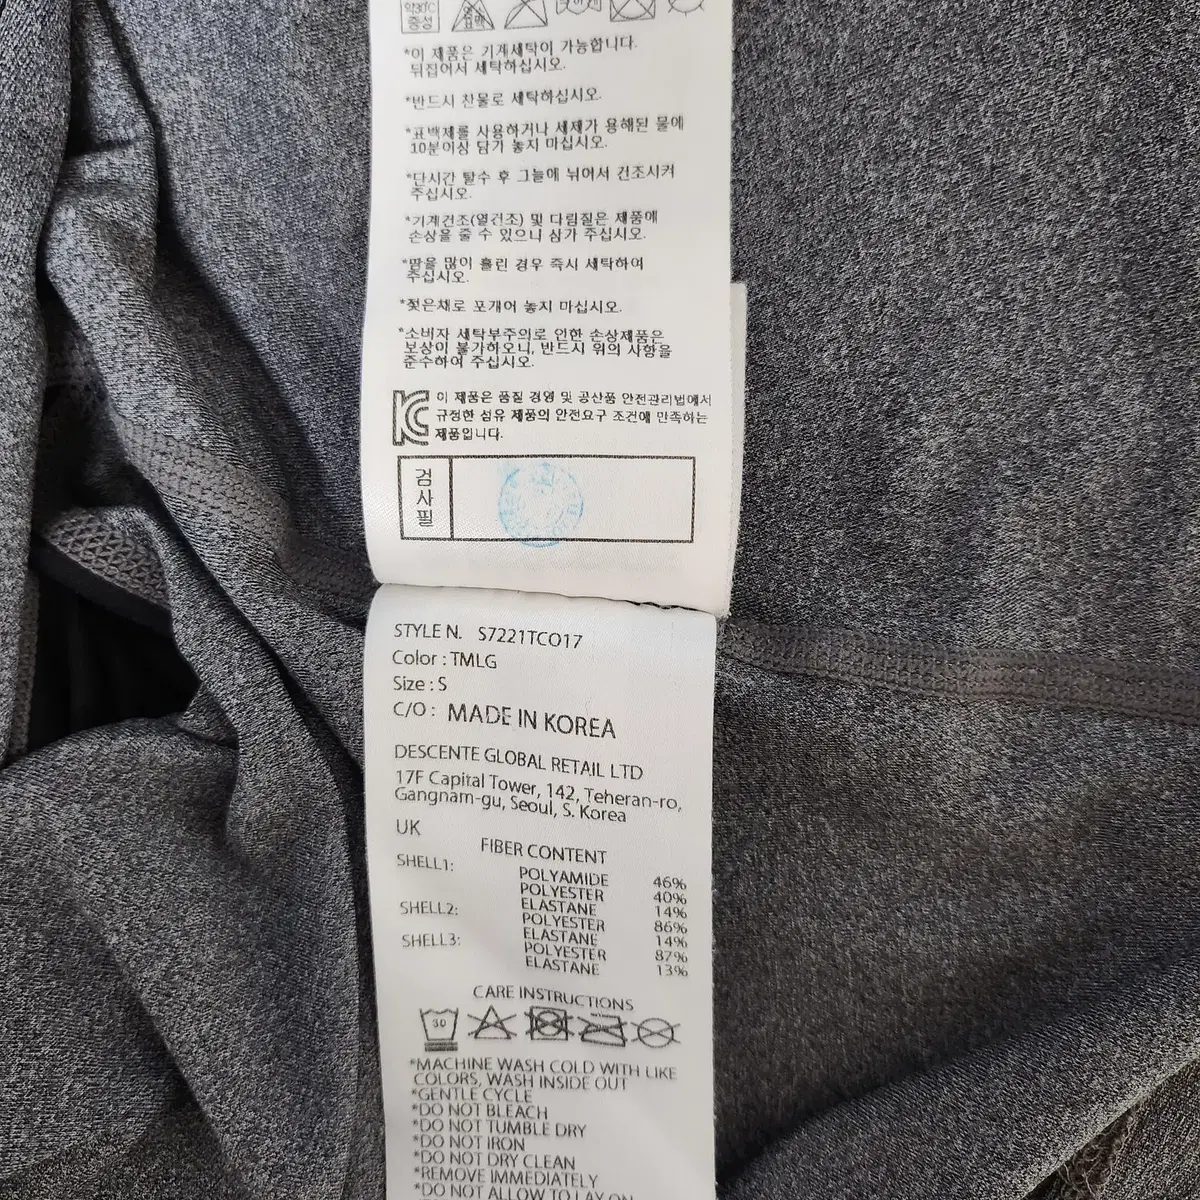 약30℃
중성
*이 제품은 기계세탁이 가능합니다.
뒤집어서 세탁하십시오.
*반드시 찬물로 세탁하십시오.
*표백제를 사용하거나 세제가 용해된 물에
10분이상 담가 놓지 마십시오.
*단시간 탈수 후 그늘에 뉘어서 건조시켜
주십시오.
*기계건조(열건조) 및 다림질은 제품에
손상을 줄 수 있으니 삼가 주십시오.
*땀을 많이 흘린 경우 즉시 세탁하여
주십시오.
*젖은채로 포개어 놓지 마십시오.
*소비자 세탁부주의로 인한 손상제품은
보상이 불가하오니, 반드시 위의 사항을
준수하여 주십시오.
이 제품은 품질 경영 및 공산품 안전관리법에서
규정한 섬유 제품의 안전요구 조건에 만족하는
제품입니다.
검사필
STYLE N. S7221TCO17
Color : TMLG
Size : S
C/O : MADE IN KOREA
DESCENTE GLOBAL RETAIL LTD
17F Capital Tower, 142, Teheran-ro,
Gangnam-gu, Seoul, S. Korea
UK
FIBER CONTENT
SHELL1:
POLYAMIDE 46%
POLYESTER 40%
ELASTANE 14%
SHELL2:
POLYESTER 86%
ELASTANE 14%
SHELL3:
POLYESTER 87%
ELASTANE 13%
CARE INSTRUCTIONS
30
*MACHINE WASH COLD WITH LIKE
COLORS, WASH INSIDE OUT
*GENTLE CYCLE
*DO NOT BLEACH
*DO NOT TUMBLE DRY
*DO NOT IRON
*DO NOT DRY CLEAN
*REMOVE IMMEDIATELY
*DO NOT ALLOW TO LAY ON